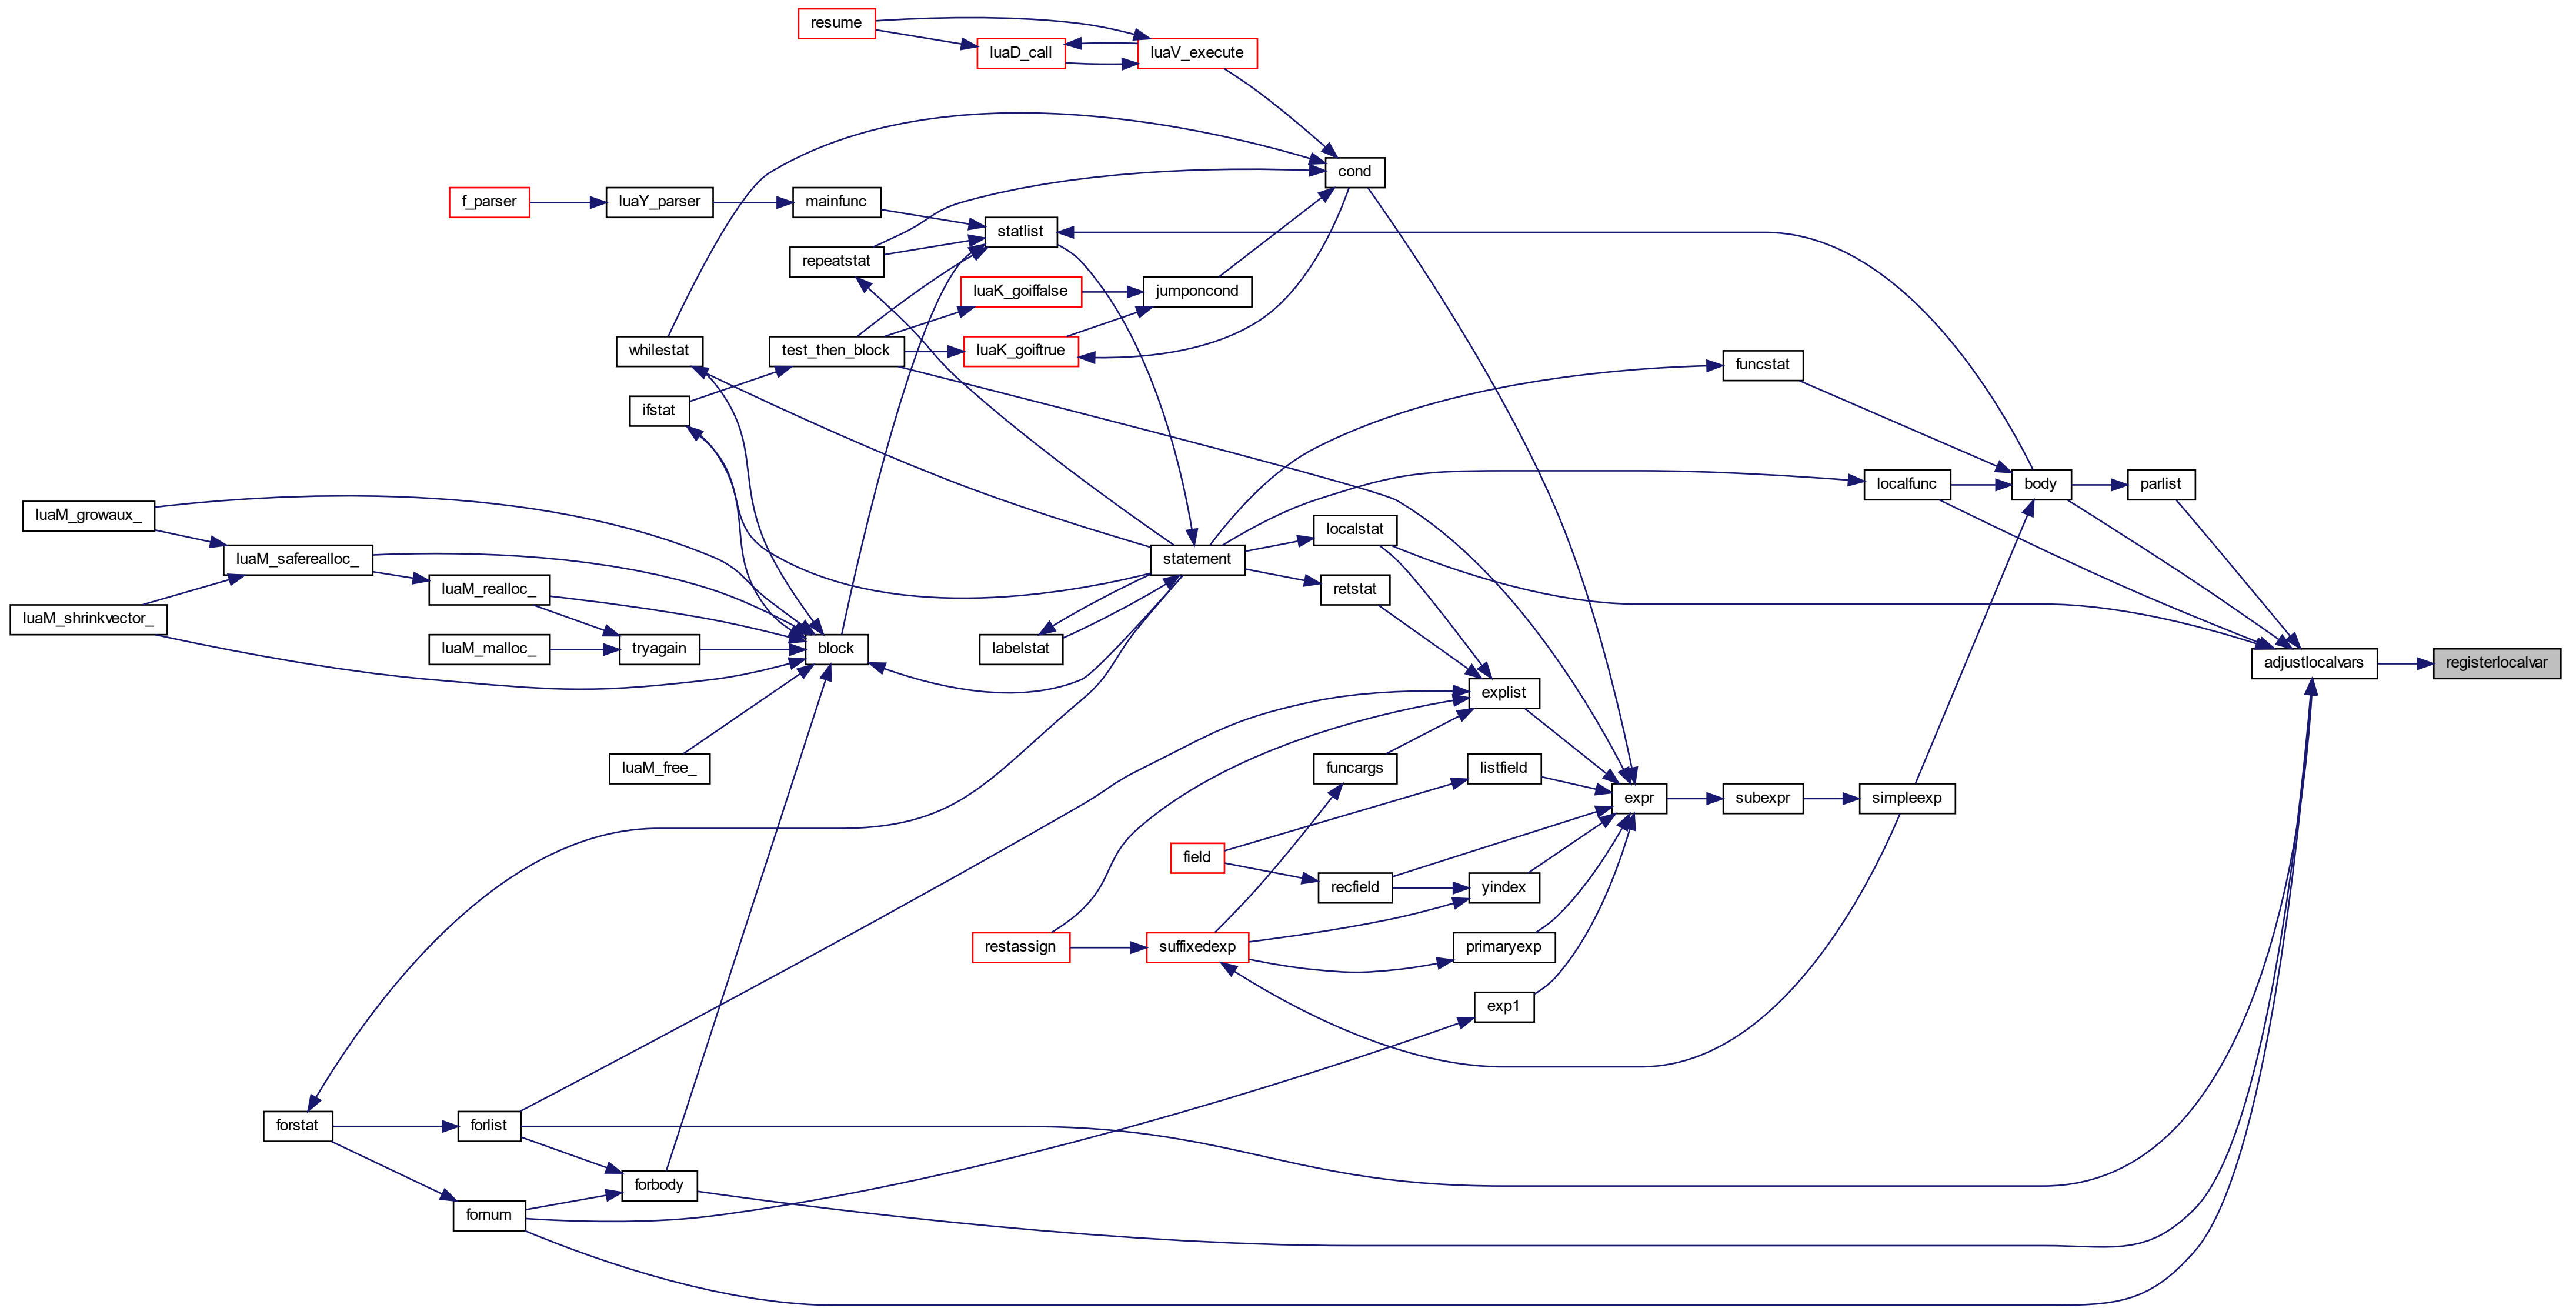 resume
luaD_call
luaV_execute
cond
f_parser
luaY_parser
mainfunc
statlist
repeatstat
luaK_goiffalse
jumponcond
whilestat
test_then_block
luaK_goiftrue
funcstat
ifstat
localfunc
body
parlist
luaM_growaux_
localstat
luaM_saferealloc_
statement
luaM_realloc_
retstat
luaM_shrinkvector_
luaM_malloc_
tryagain
block
labelstat
adjustlocalvars
registerlocalvar
explist
luaM_free_
funcargs
listfield
expr
subexpr
simpleexp
field
recfield
yindex
restassign
suffixedexp
primaryexp
exp1
forstat
forlist
forbody
fornum